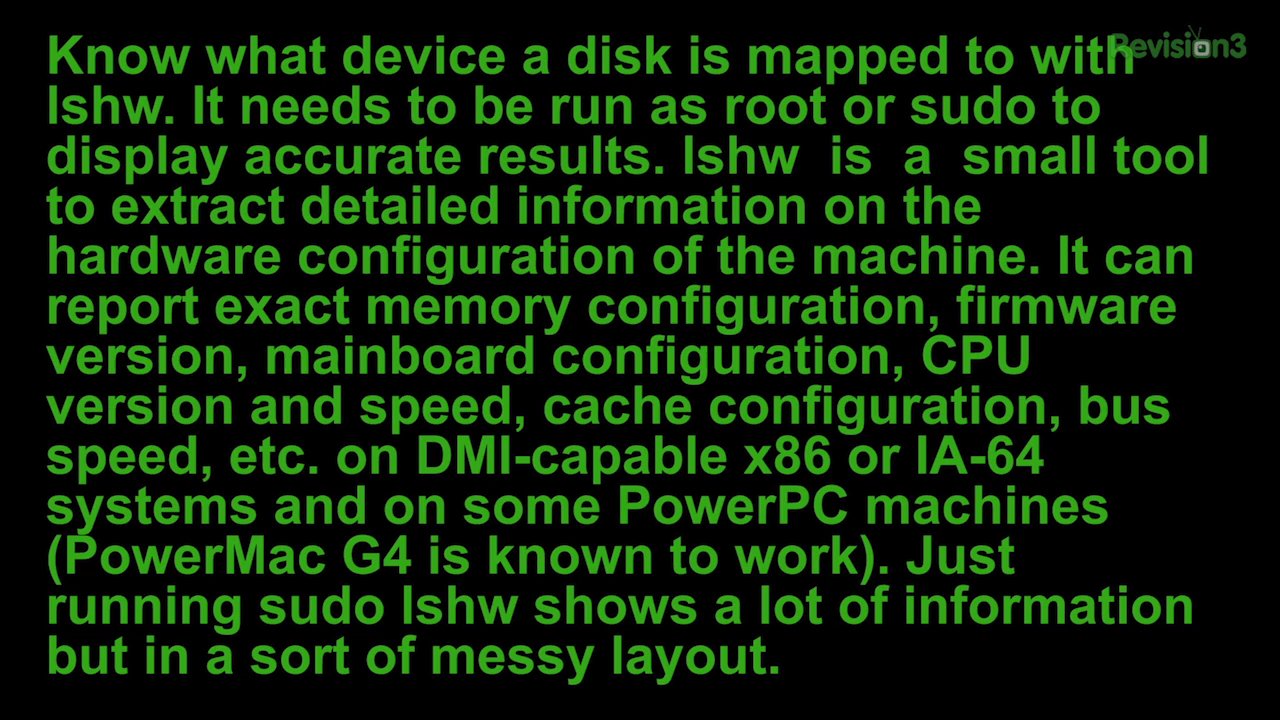 Know what device a disk is mapped to with
Revision3
lshw. It needs to be run as root or sudo to
display accurate results. lshw  is  a  small tool
to extract detailed information on the
hardware configuration of the machine. It can
report exact memory configuration, firmware
version, mainboard configuration, CPU
version and speed, cache configuration, bus
speed, etc. on DMI-capable x86 or IA-64
systems and on some PowerPC machines
(PowerMac G4 is known to work). Just
running sudo lshw shows a lot of information
but in a sort of messy layout.